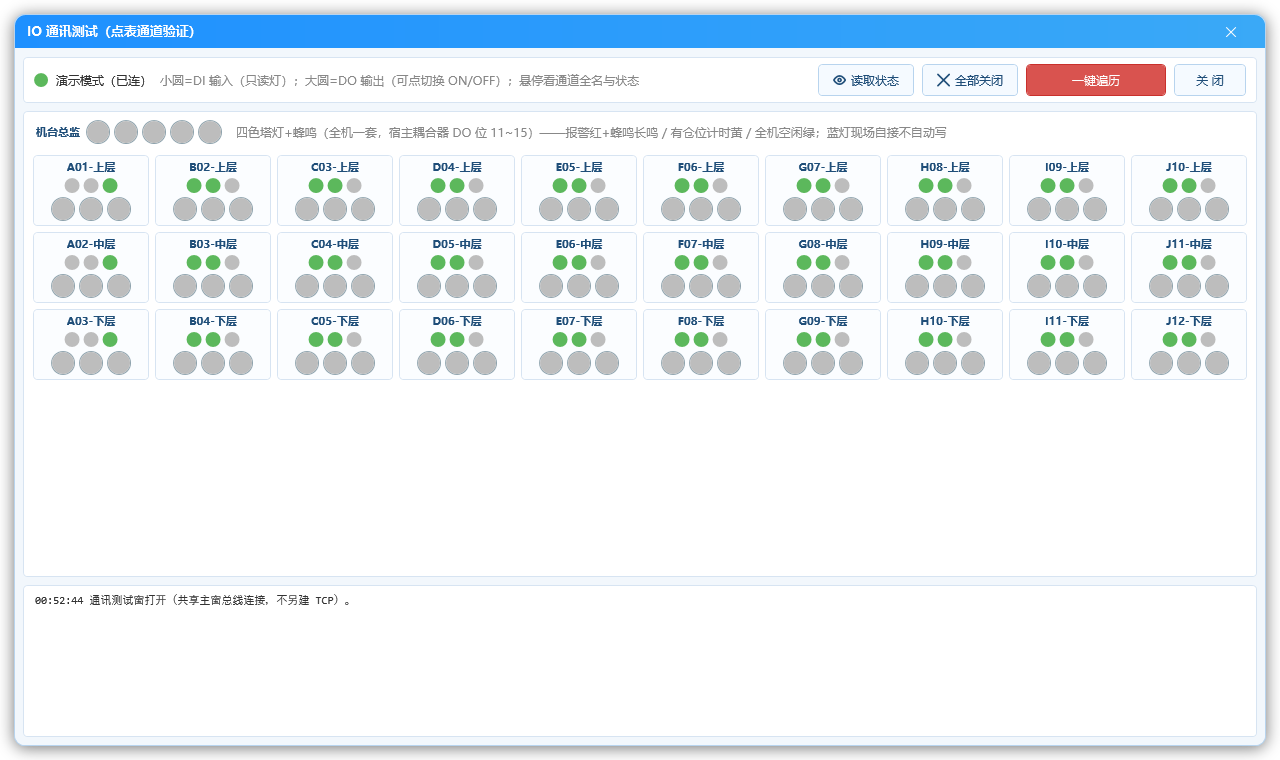 IO 通讯测试（点表通道验证）
演示模式（已连） 小圆=DI 输入（只读灯）；大圆=DO 输出（可点切换 ON/OFF）；悬停看通道全名与状态 读取状态 全部关闭 一键遍历 关 闭
机台总监 四色塔灯+蜂鸣（全机一套，宿主耦合器 DO 位 11~15）——报警红+蜂鸣长鸣 / 有仓位计时黄 / 全机空闲绿；蓝灯现场自接不自动写
A01-上层 B02-上层 C03-上层 D04-上层 E05-上层 F06-上层 G07-上层 H08-上层 I09-上层 J10-上层
A02-中层 B03-中层 C04-中层 D05-中层 E06-中层 F07-中层 G08-中层 H09-中层 I10-中层 J11-中层
A03-下层 B04-下层 C05-下层 D06-下层 E07-下层 F08-下层 G09-下层 H10-下层 I11-下层 J12-下层
00:52:44 通讯测试窗打开（共享主窗总线连接，不另建 TCP）。